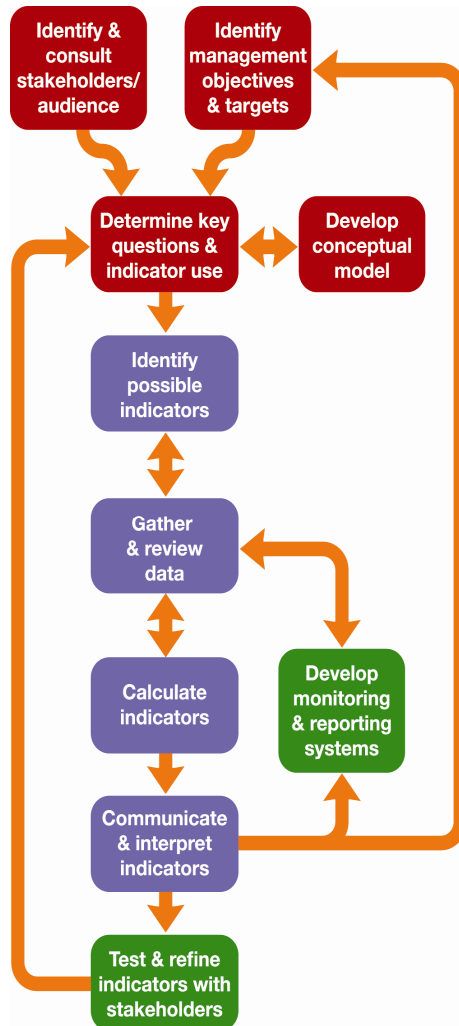 Identify &
consult
stakeholders/
audience
Identify
management
objectives
& targets
Determine key
questions &
indicator use
Develop
conceptual
model
Identify
possible
indicators
Gather
& review
data
Calculate
indicators
Develop
monitoring
& reporting
systems
Communicate
& interpret
indicators
Test & refine
indicators with
stakeholders